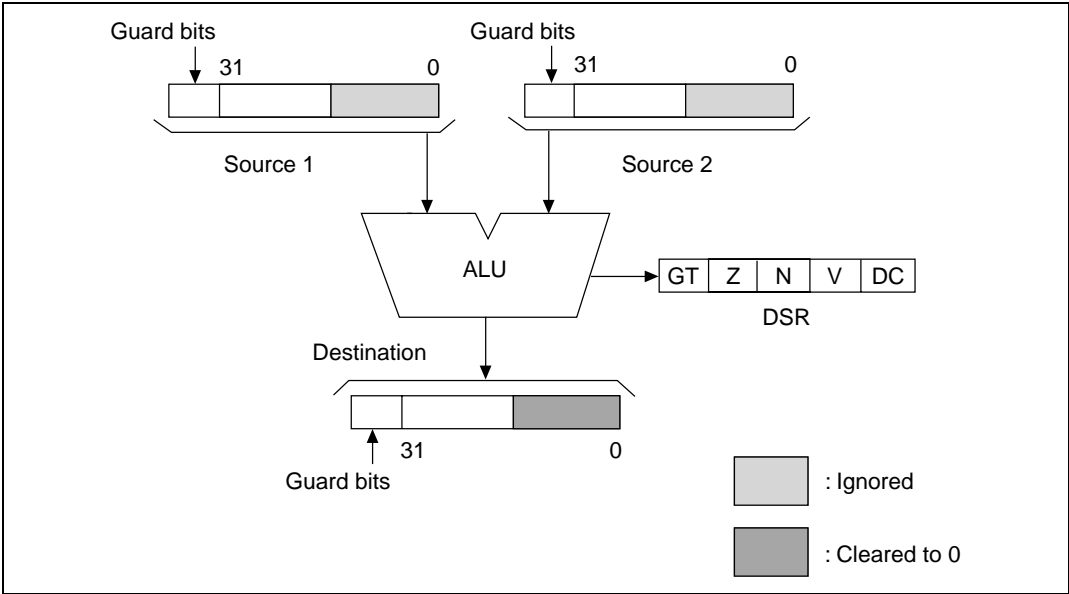 Guard bits
Guard bits
31 0
31 0
Source 1
Source 2
ALU
GT Z N V DC
DSR
Destination
31 0
Guard bits
: Ignored
: Cleared to 0